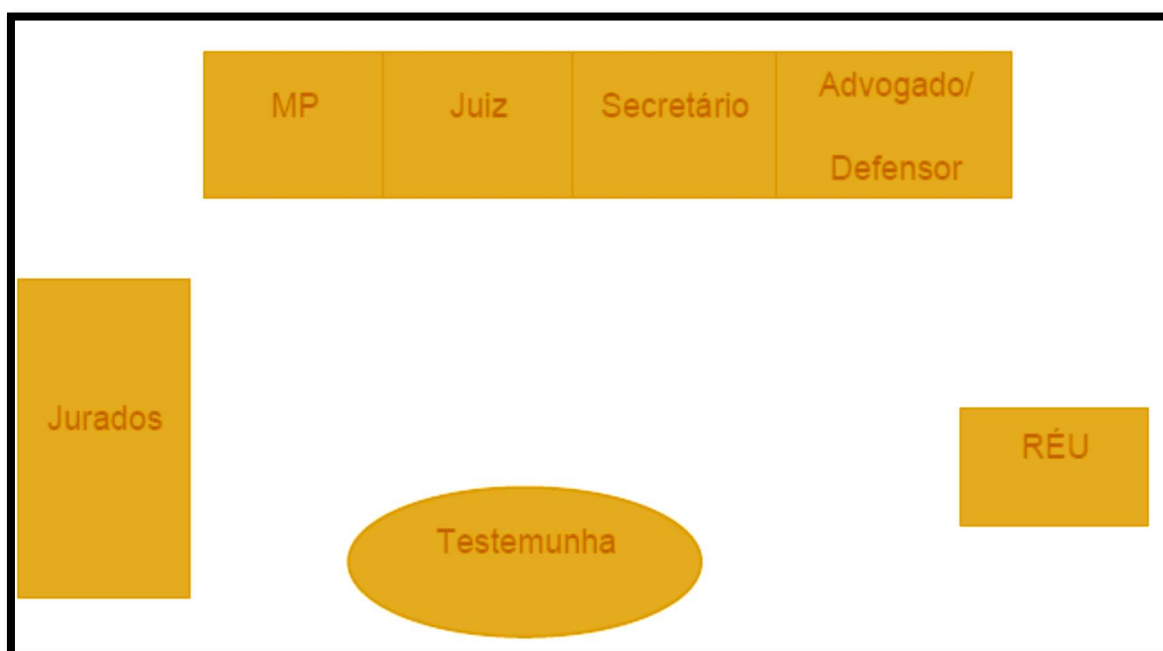 MP
Juiz
Secretário
Advogado/
Defensor
Jurados
RÉU
Testemunha